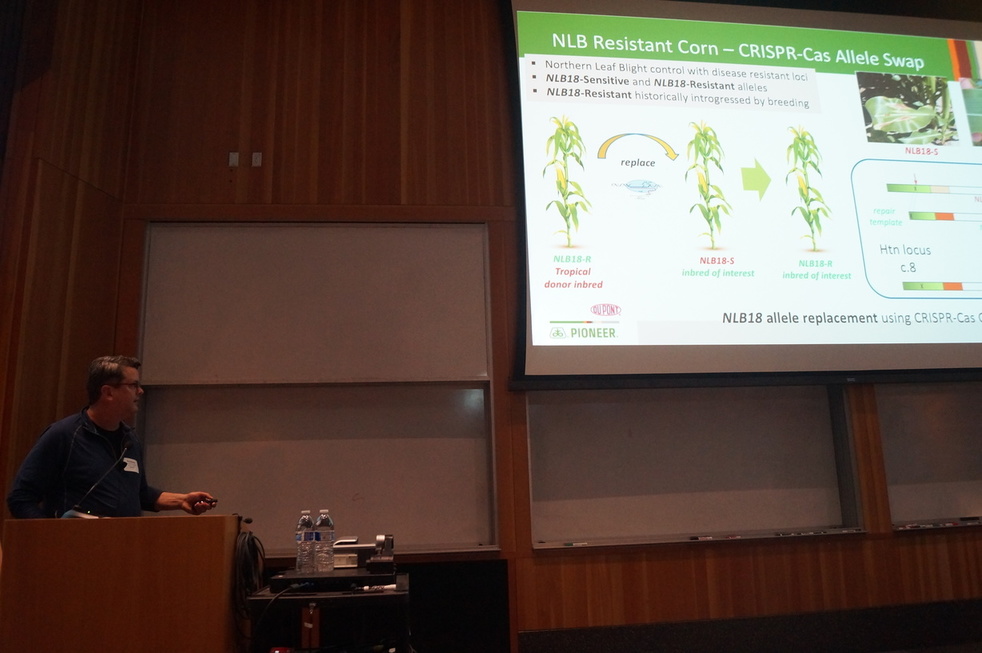 NLB Resistant Corn – CRISPR-Cas Allele Swap
Northern Leaf Blight control with disease resistant loci
NLB18-Sensitive and NLB18-Resistant alleles
NLB18-Resistant historically introgressed by breeding
replace
NLB18-R
Tropical
donor inbred
NLB18-S
inbred of interest
NLB18-R
inbred of interest
NLB18-S
repair
template
Htn locus
c.8
DUPONT
PIONEER
NLB18 allele replacement using CRISPR-Cas